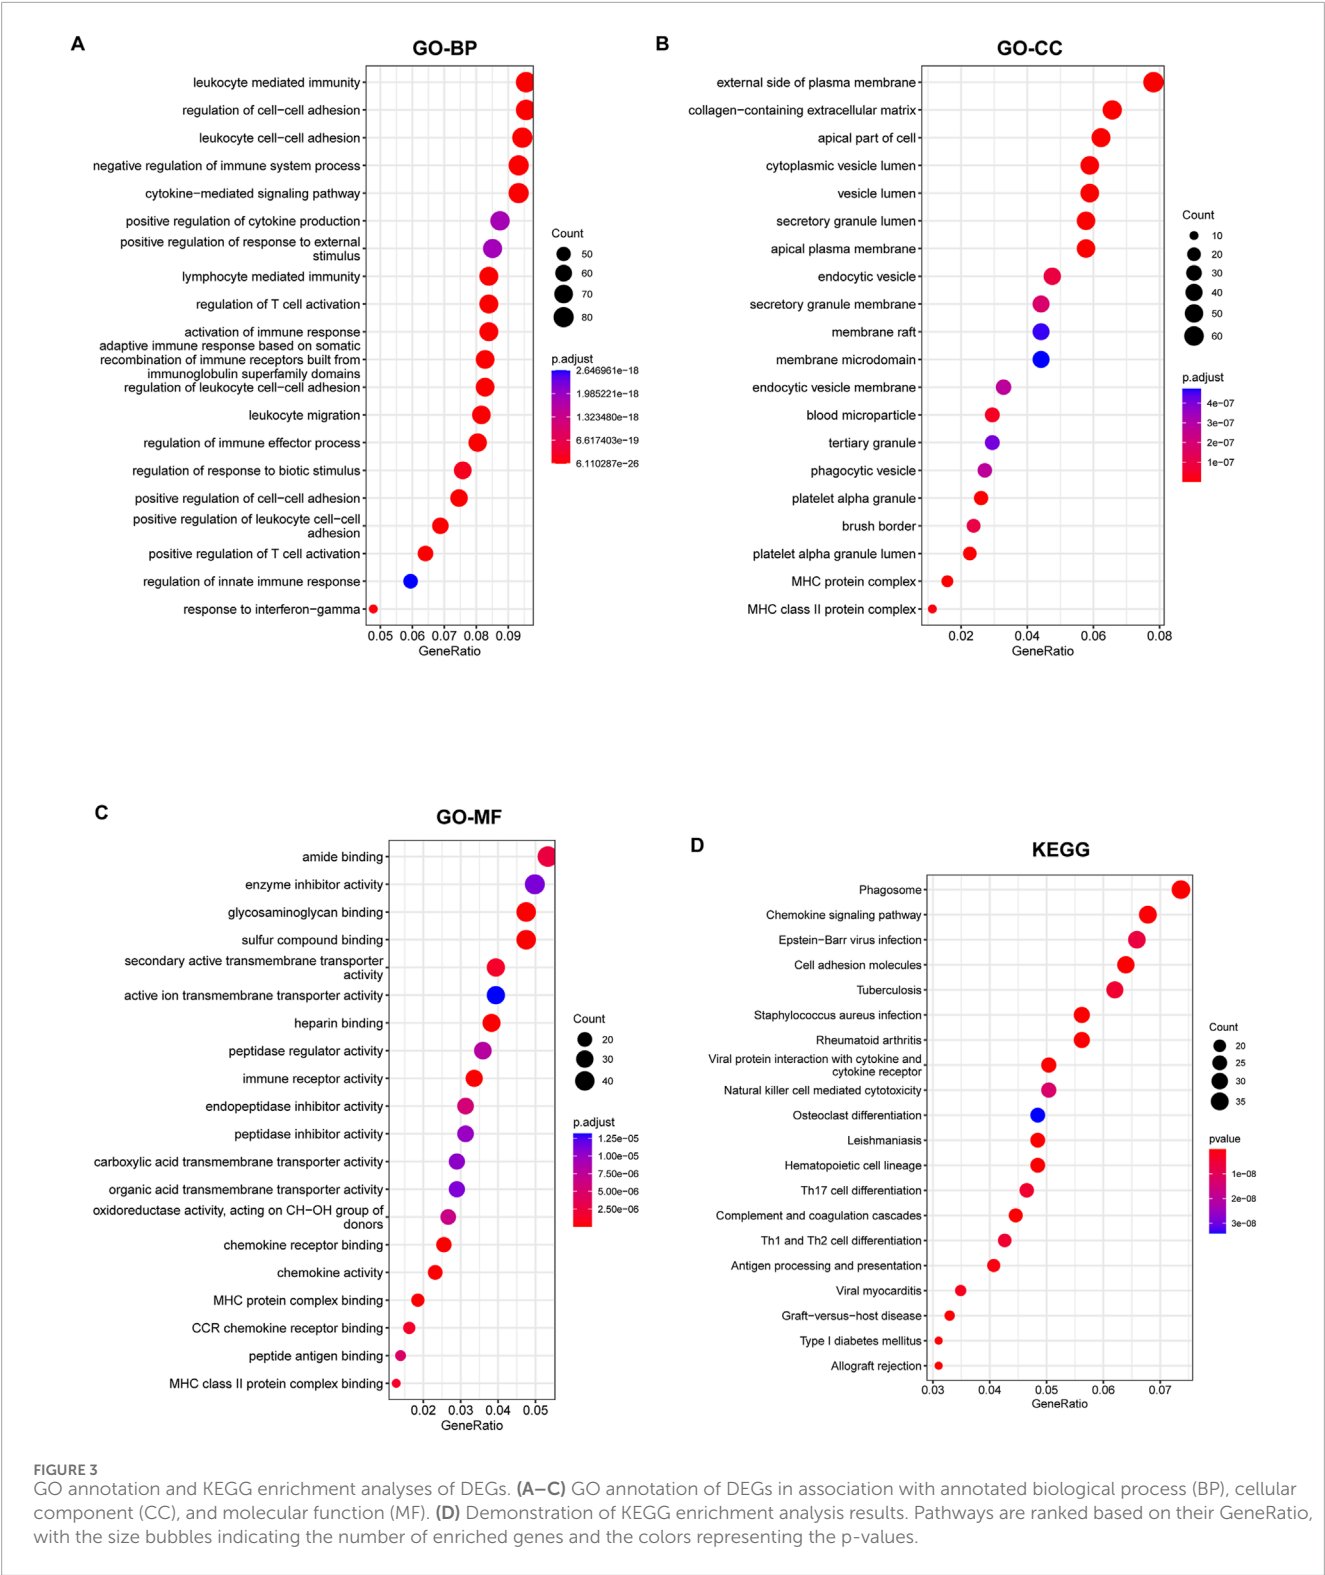 A
GO-BP
leukocyte mediated immunity
regulation of cell-cell adhesion
leukocyte cell-cell adhesion
negative regulation of immune system process
cytokine-mediated signaling pathway
positive regulation of cytokine production
positive regulation of response to external
stimulus
lymphocyte mediated immunity
regulation of T cell activation
activation of immune response
adaptive immune response based on somatic
recombination of immune receptors built from
immunoglobulin superfamily domains
regulation of leukocyte cell-cell adhesion
leukocyte migration
regulation of immune effector process
regulation of response to biotic stimulus
positive regulation of cell-cell adhesion
positive regulation of leukocyte cell-cell
adhesion
positive regulation of T cell activation
regulation of innate immune response
response to interferon-gamma
0.05 0.06 0.07 0.08 0.09
GeneRatio
Count
50
60
70
80
p.adjust
2.646961e-18
1.985221e-18
1.323480e-18
6.617403e-19
6.110287e-26
B
GO-CC
external side of plasma membrane
collagen-containing extracellular matrix
apical part of cell
cytoplasmic vesicle lumen
vesicle lumen
secretory granule lumen
apical plasma membrane
endocytic vesicle
secretory granule membrane
membrane raft
membrane microdomain
endocytic vesicle membrane
blood microparticle
tertiary granule
phagocytic vesicle
platelet alpha granule
brush border
platelet alpha granule lumen
MHC protein complex
MHC class II protein complex
0.02 0.04 0.06 0.08
GeneRatio
Count
10
20
30
40
50
60
p.adjust
4e-07
3e-07
2e-07
1e-07
C
GO-MF
amide binding
enzyme inhibitor activity
glycosaminoglycan binding
sulfur compound binding
secondary active transmembrane transporter
activity
active ion transmembrane transporter activity
heparin binding
peptidase regulator activity
immune receptor activity
endopeptidase inhibitor activity
peptidase inhibitor activity
carboxylic acid transmembrane transporter activity
organic acid transmembrane transporter activity
oxidoreductase activity, acting on CH-OH group of
donors
chemokine receptor binding
chemokine activity
MHC protein complex binding
CCR chemokine receptor binding
peptide antigen binding
MHC class II protein complex binding
0.02 0.03 0.04 0.05
GeneRatio
Count
20
30
40
p.adjust
1.25e-05
1.00e-05
7.50e-06
5.00e-06
2.50e-06
D
KEGG
Phagosome
Chemokine signaling pathway
Epstein-Barr virus infection
Cell adhesion molecules
Tuberculosis
Staphylococcus aureus infection
Rheumatoid arthritis
Viral protein interaction with cytokine and
cytokine receptor
Natural killer cell mediated cytotoxicity
Osteoclast differentiation
Leishmaniasis
Hematopoietic cell lineage
Th17 cell differentiation
Complement and coagulation cascades
Th1 and Th2 cell differentiation
Antigen processing and presentation
Viral myocarditis
Graft-versus-host disease
Type I diabetes mellitus
Allograft rejection
0.03 0.04 0.05 0.06 0.07
GeneRatio
Count
20
25
30
35
pvalue
1e-08
2e-08
3e-08
FIGURE 3
GO annotation and KEGG enrichment analyses of DEGs. (A–C) GO annotation of DEGs in association with annotated biological process (BP), cellular
component (CC), and molecular function (MF). (D) Demonstration of KEGG enrichment analysis results. Pathways are ranked based on their GeneRatio,
with the size bubbles indicating the number of enriched genes and the colors representing the p-values.